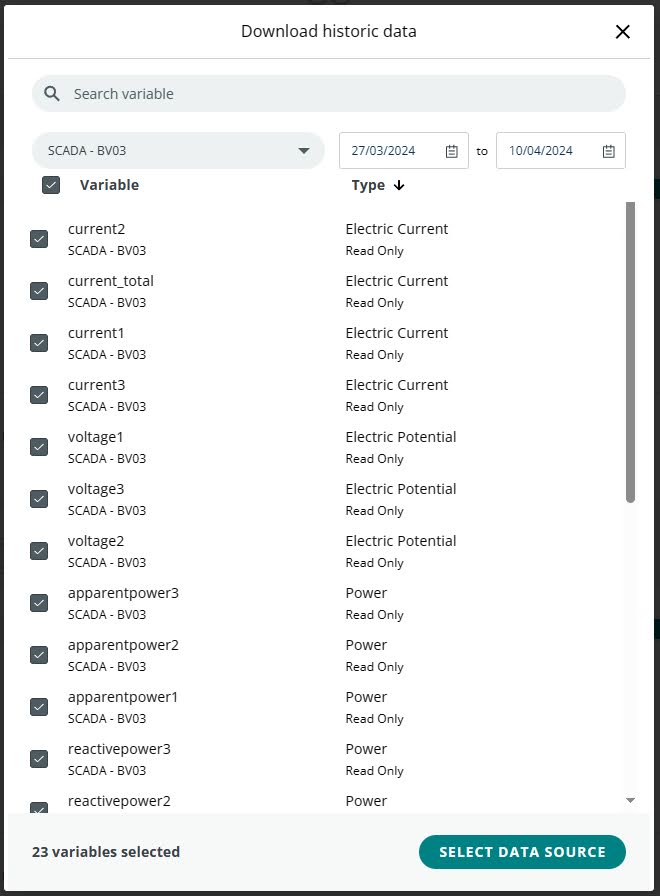 Download historic data
Search variable
SCADA - BV03 27/03/2024 to 10/04/2024
Variable Type
current2 Electric Current
SCADA - BV03 Read Only
current_total Electric Current
SCADA - BV03 Read Only
current1 Electric Current
SCADA - BV03 Read Only
current3 Electric Current
SCADA - BV03 Read Only
voltage1 Electric Potential
SCADA - BV03 Read Only
voltage3 Electric Potential
SCADA - BV03 Read Only
voltage2 Electric Potential
SCADA - BV03 Read Only
apparentpower3 Power
SCADA - BV03 Read Only
apparentpower2 Power
SCADA - BV03 Read Only
apparentpower1 Power
SCADA - BV03 Read Only
reactivepower3 Power
SCADA - BV03 Read Only
reactivepower2 Power
23 variables selected SELECT DATA SOURCE